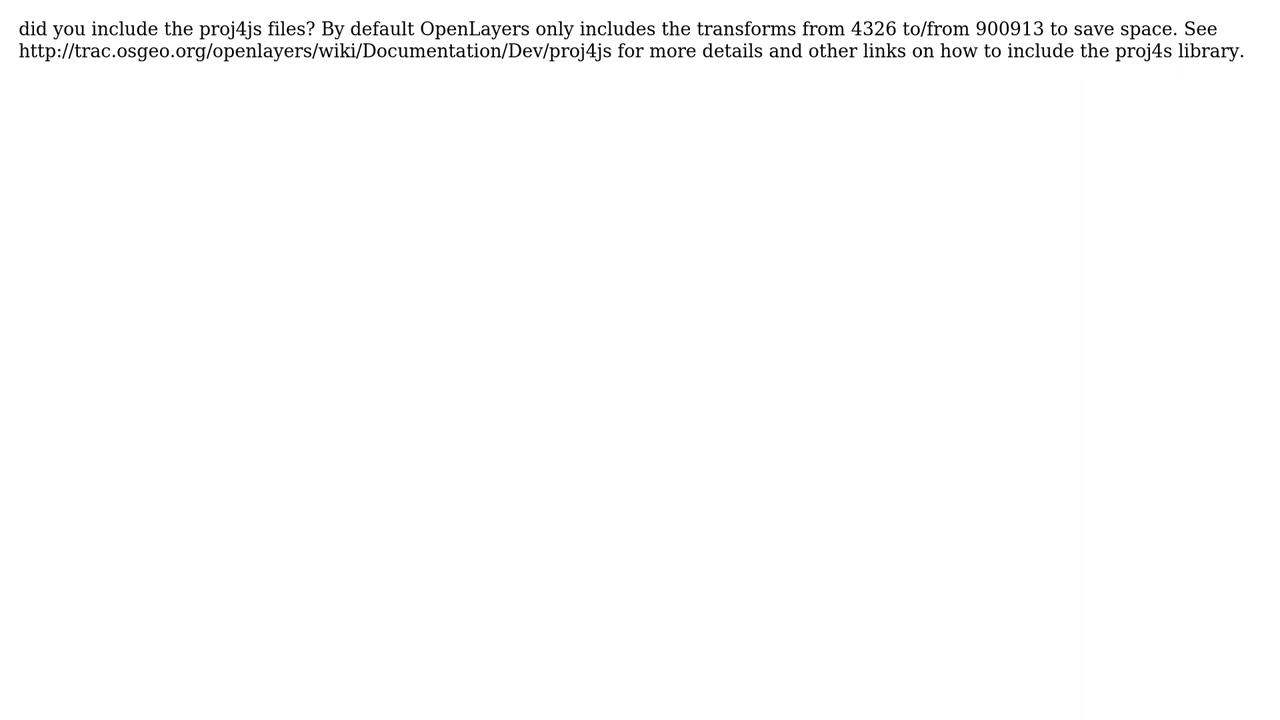 did you include the proj4js files? By default OpenLayers only includes the transforms from 4326 to/from 900913 to save space. See
http://trac.osgeo.org/openlayers/wiki/Documentation/Dev/proj4js for more details and other links on how to include the proj4s library.